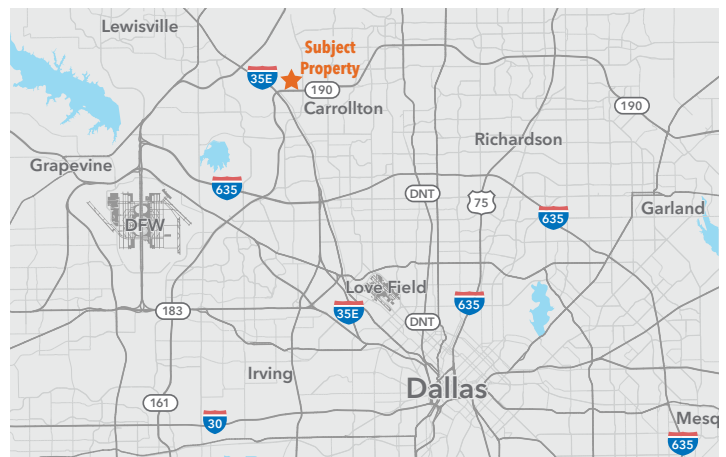 Lewisville
Subject
Property
35E
190
Carrollton
190
Richardson
Grapevine
635
DNT
75
635
Garland
DFW
Love Field
183
35E
635
DNT
Irving
Dallas
161
30
Mesq
635